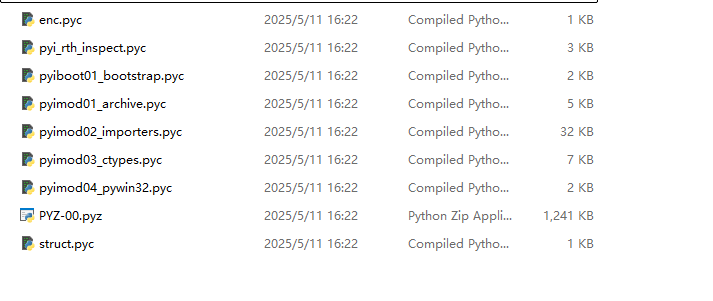 enc.pyc 2025/5/11 16:22 Compiled Pytho... 1 KB
pyi_rth_inspect.pyc 2025/5/11 16:22 Compiled Pytho... 3 KB
pyiboot01_bootstrap.pyc 2025/5/11 16:22 Compiled Pytho... 2 KB
pyimod01_archive.pyc 2025/5/11 16:22 Compiled Pytho... 5 KB
pyimod02_importers.pyc 2025/5/11 16:22 Compiled Pytho... 32 KB
pyimod03_ctypes.pyc 2025/5/11 16:22 Compiled Pytho... 7 KB
pyimod04_pywin32.pyc 2025/5/11 16:22 Compiled Pytho... 2 KB
PYZ-00.pyz 2025/5/11 16:22 Python Zip Appli... 1,241 KB
struct.pyc 2025/5/11 16:22 Compiled Pytho... 1 KB